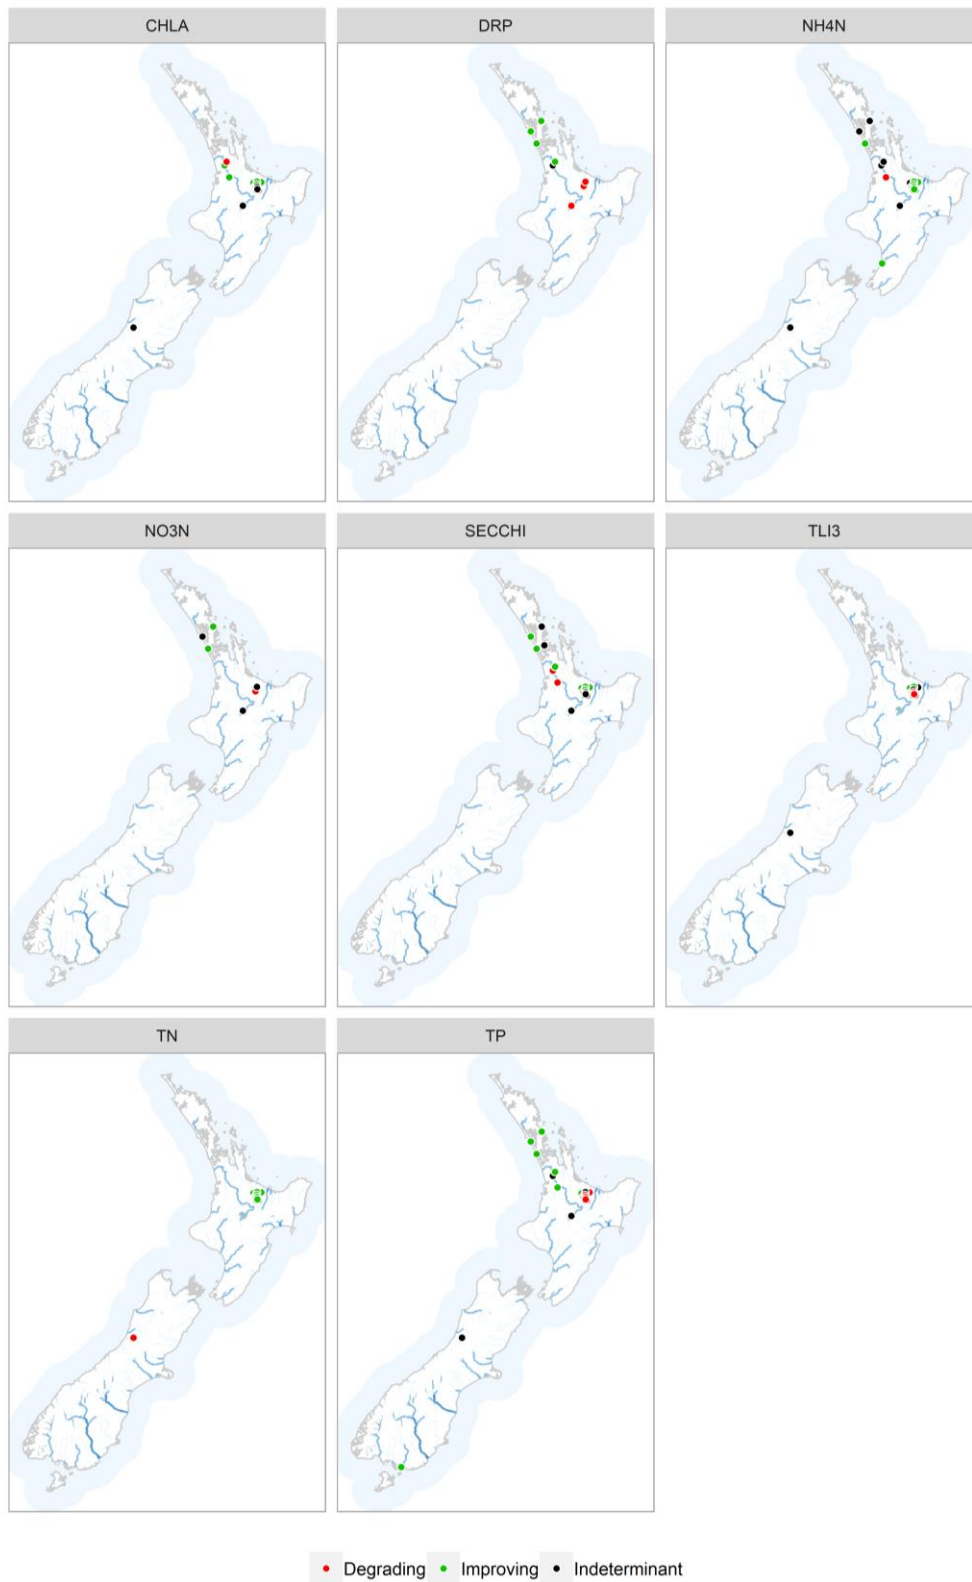 CHLA DRP NH4N
NO3N SECCHI TLI3
TN TP
Degrading Improving Indeterminant